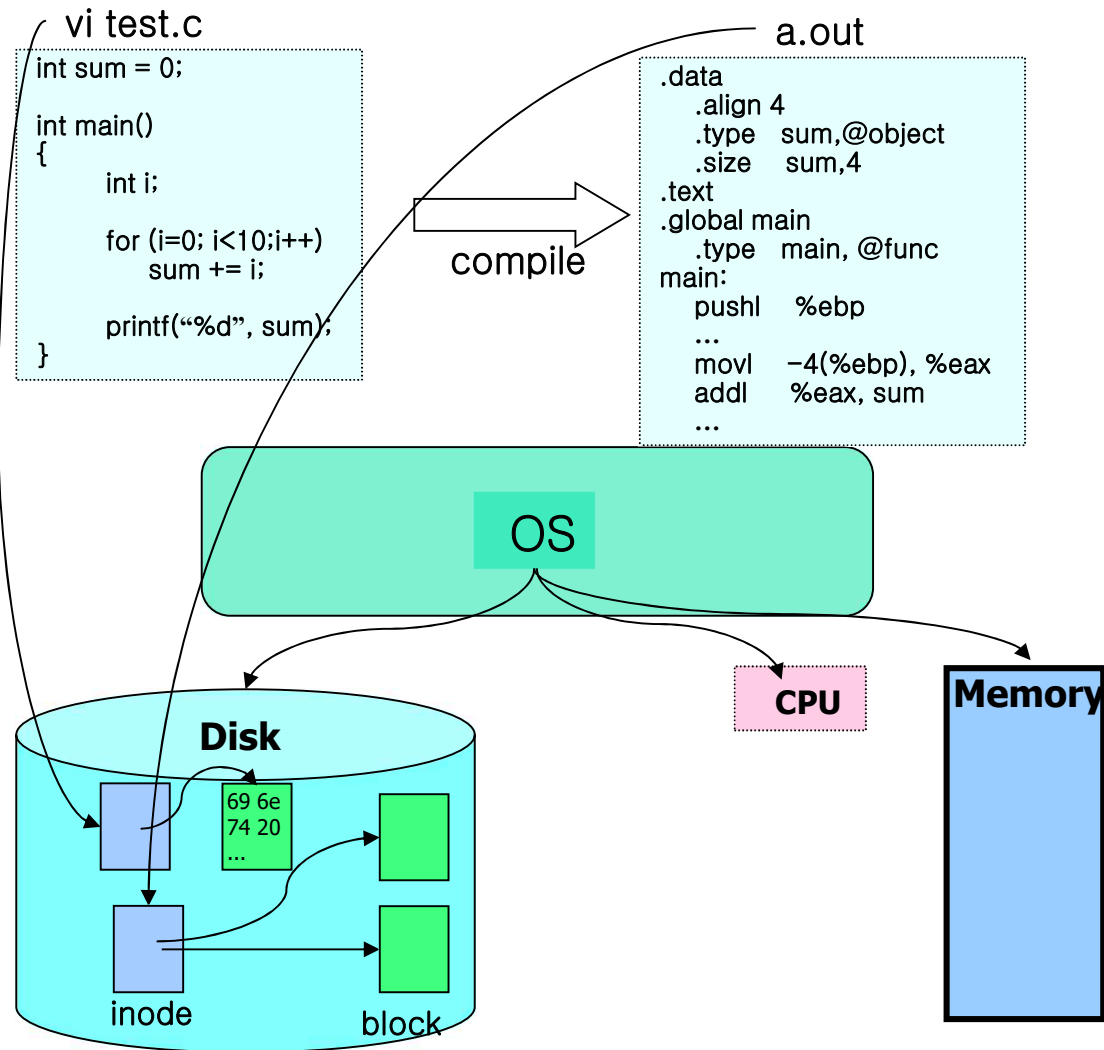 vi test.c
int sum = 0;
int main()
{
int i;
for (i=0; i<10;i++)
sum += i;
printf(“%d”, sum);
}
compile
a.out
.data
.align 4
.type sum,@object
.size sum,4
.text
.global main
.type main, @func
main:
pushl %ebp
...
movl -4(%ebp), %eax
addl %eax, sum
...
OS
Disk
CPU
Memory
69 6e
74 20
...
inode
block